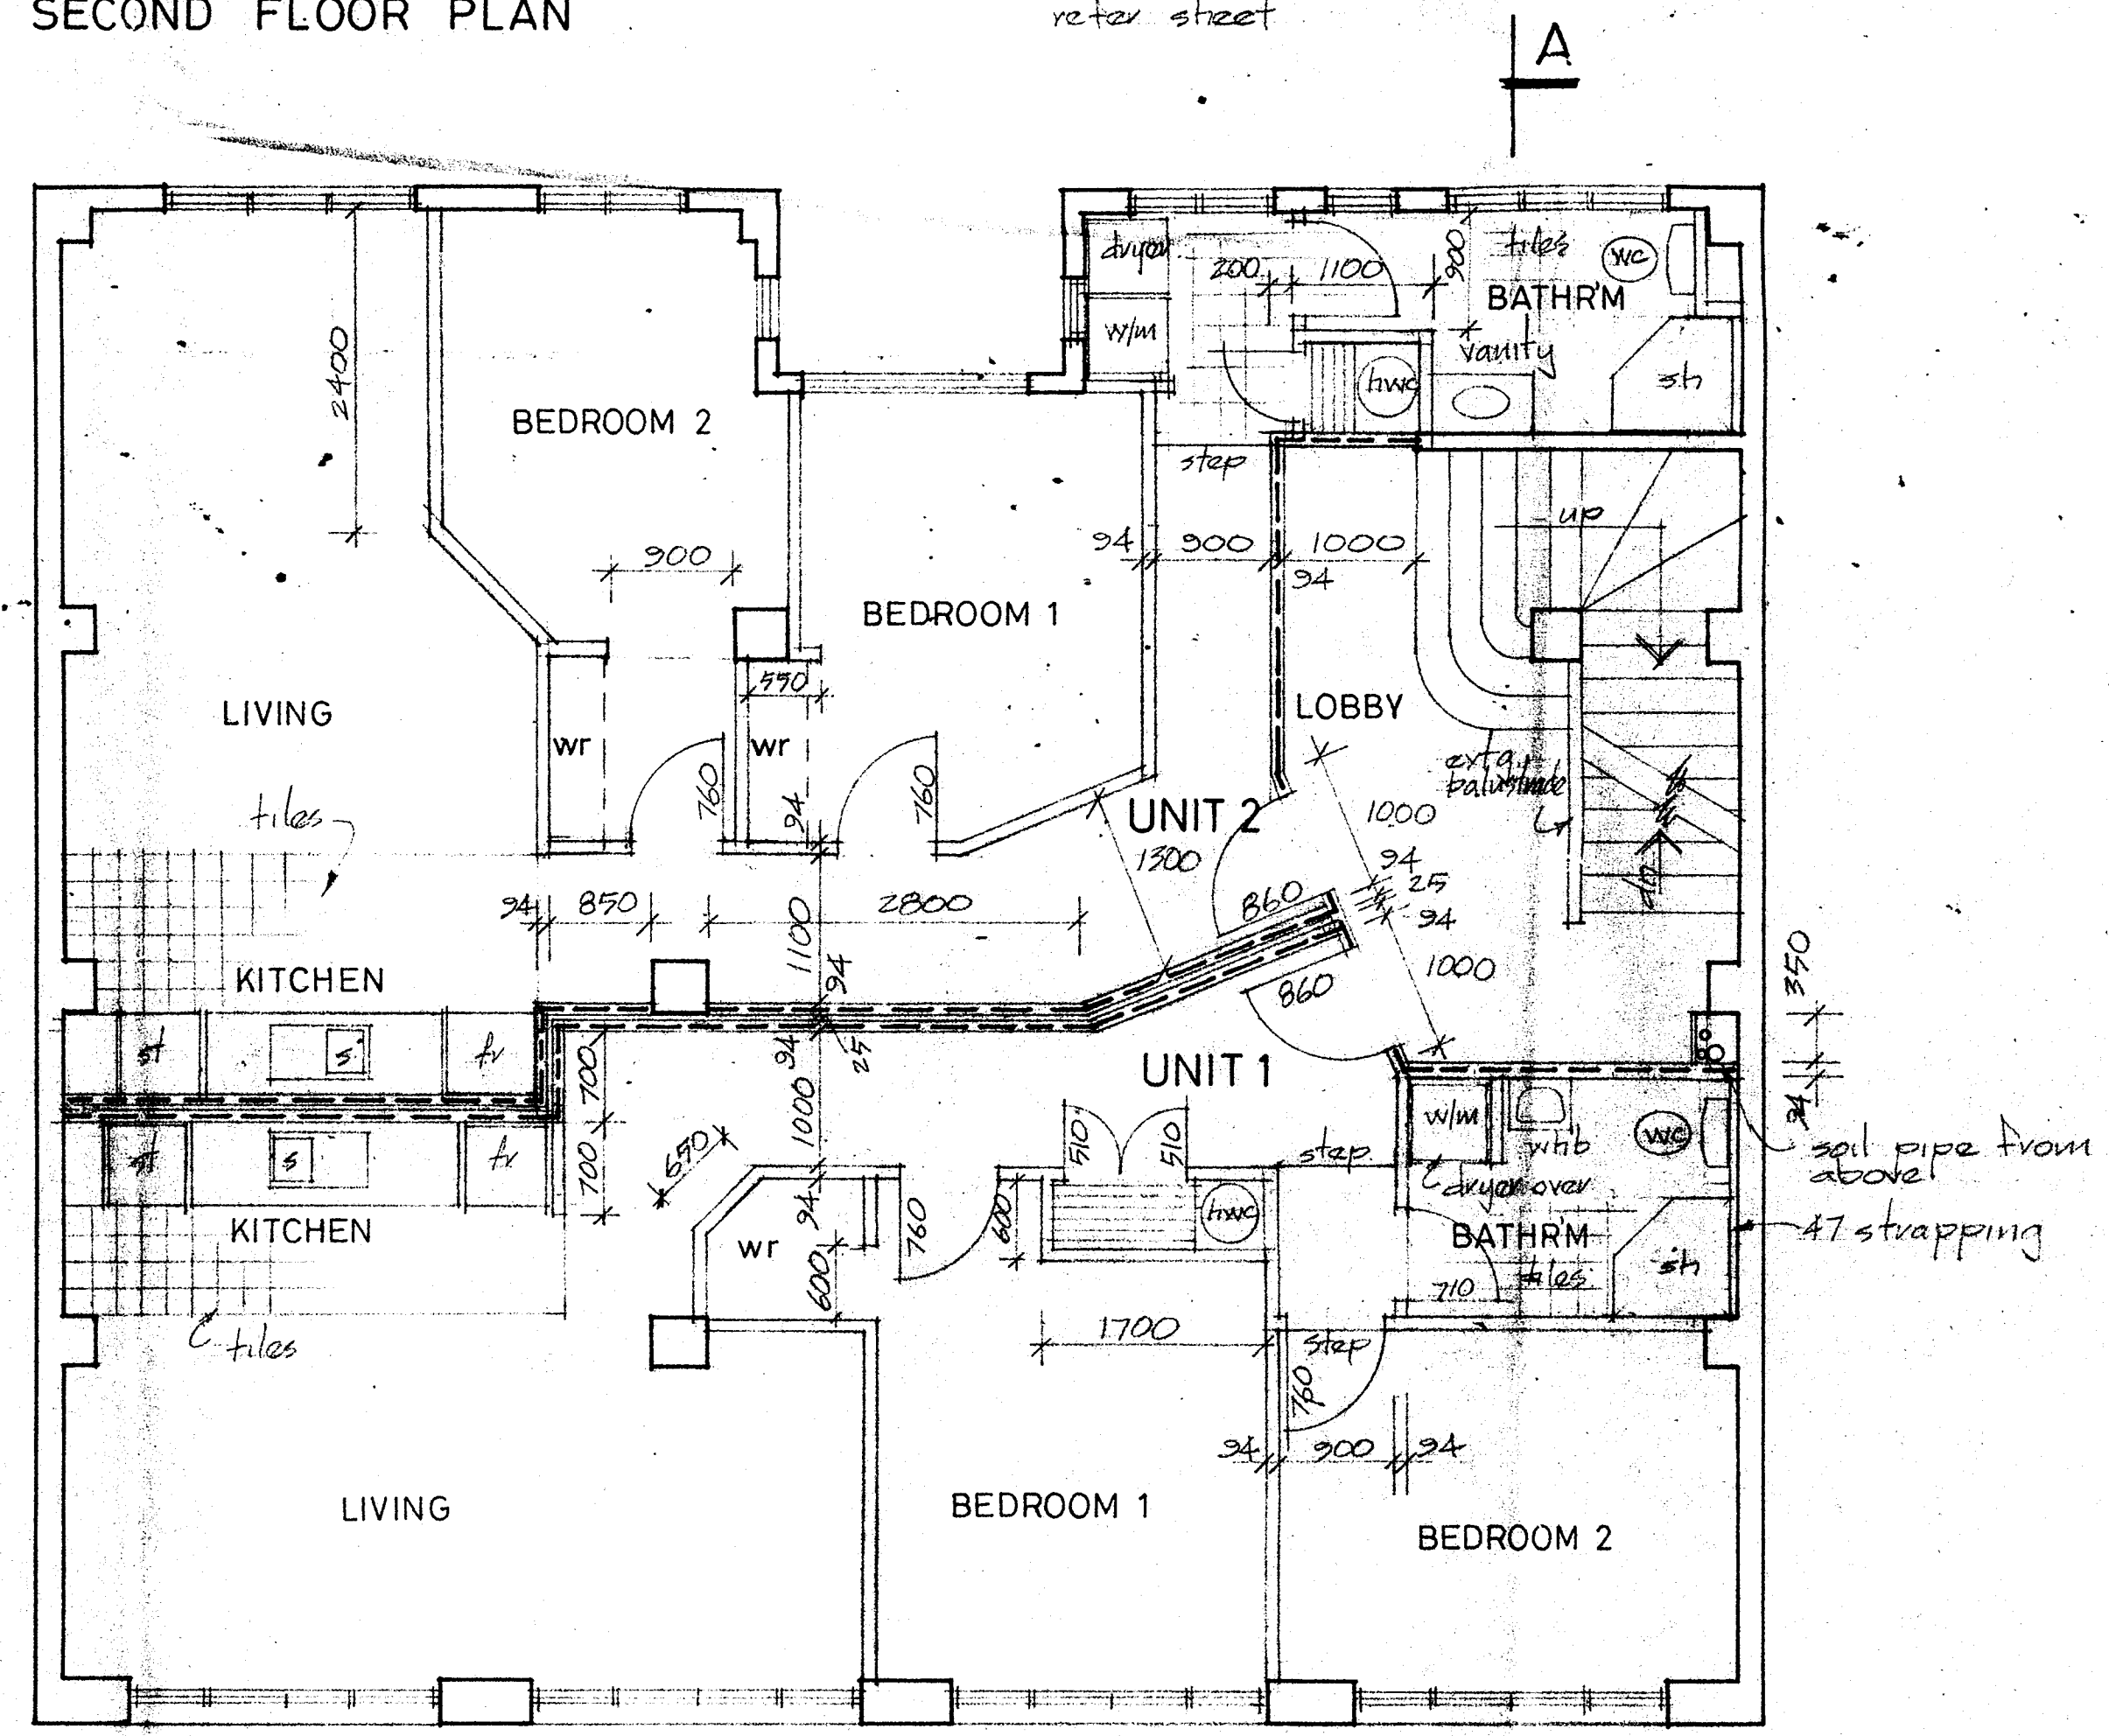 SECOND FLOOR PLAN
refer sheet
A
dryer
200
1100
900
tiles
wc
BATHR'M
w/m
vanity
hwc
sh
2400
BEDROOM 2
step
up
900
94
900
1000
94
BEDROOM 1
550
LIVING
wr
wr
LOBBY
760
94
760
extg.
balustrade
tiles
UNIT 2
1300
1000
94
25
94
dn
94
850
1100
2800
860
KITCHEN
94
860
1000
350
st
s
fr
700
94
25
UNIT 1
94
st
s
fr
700
650
1000
510
510
step
w/m
whb
wc
soil pipe from
above
dryer over
KITCHEN
wr
94
600
760
600
hwc
BATHR'M
tiles
710
sh
47 strapping
tiles
1700
step
760
94
900
94
LIVING
BEDROOM 1
BEDROOM 2